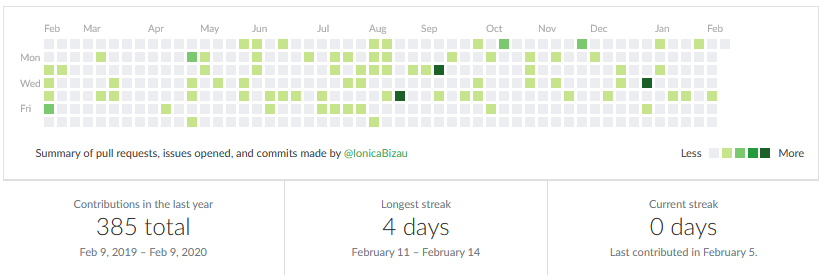 Feb Mar Apr May Jun Jul Aug Sep Oct Nov Dec Jan Feb
Mon
Wed
Fri
Summary of pull requests, issues opened, and commits made by @IonicaBizau
Less More
Contributions in the last year
385 total
Feb 9, 2019 – Feb 9, 2020
Longest streak
4 days
February 11 – February 14
Current streak
0 days
Last contributed in February 5.